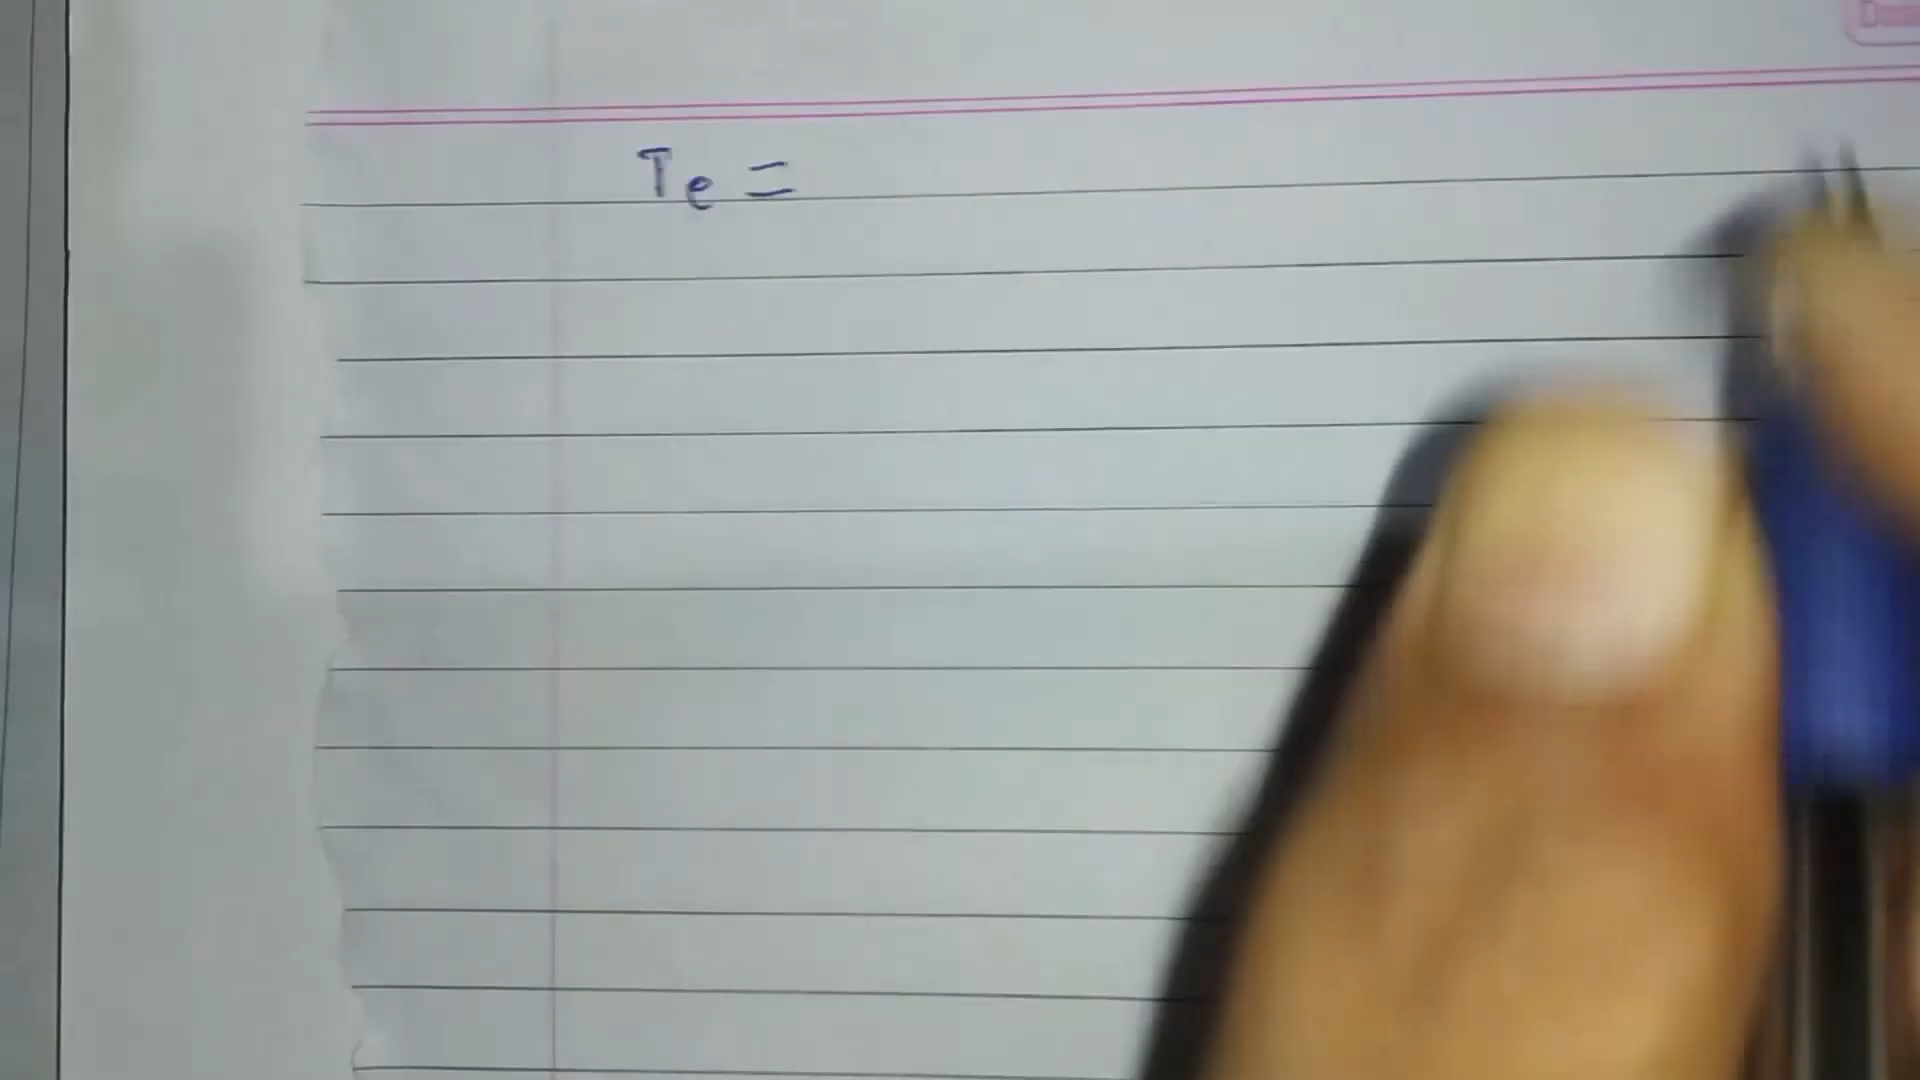 Te =